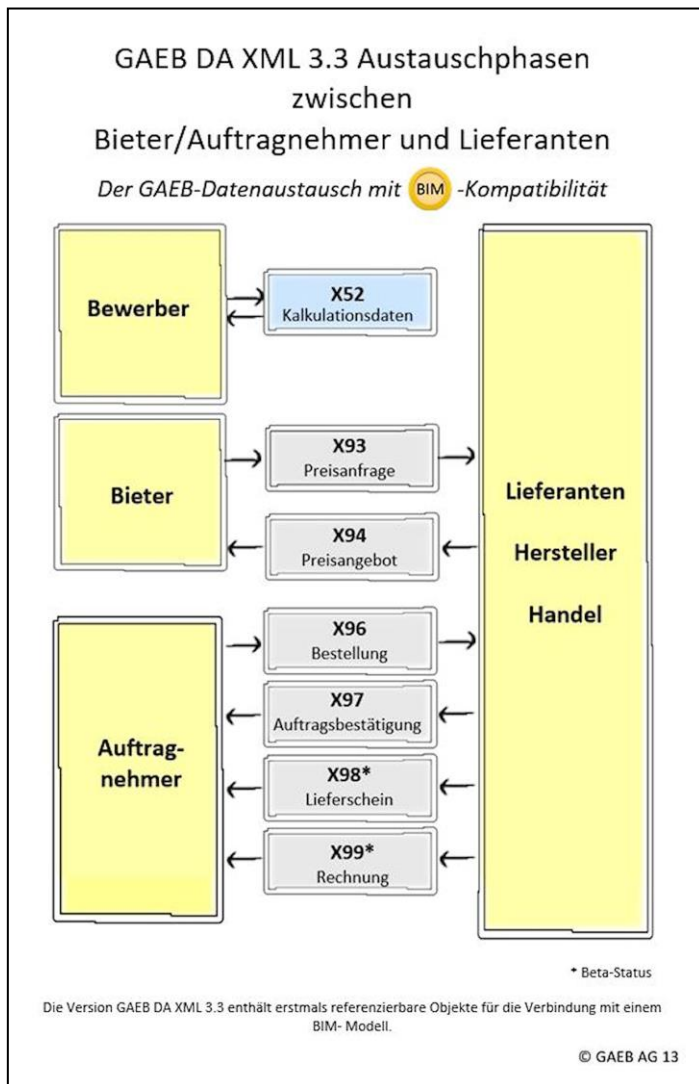 GAEB DA XML 3.3 Austauschphasen
zwischen
Bieter/Auftragnehmer und Lieferanten
Der GAEB-Datenaustausch mit BIM -Kompatibilität
Bewerber
X52
Kalkulationsdaten
Bieter
X93
Preisanfrage
X94
Preisangebot
Lieferanten
Hersteller
Handel
Auftrag-
nehmer
X96
Bestellung
X97
Auftragsbestätigung
X98*
Lieferschein
X99*
Rechnung
* Beta-Status
Die Version GAEB DA XML 3.3 enthält erstmals referenzierbare Objekte für die Verbindung mit einem
BIM- Modell.
© GAEB AG 13